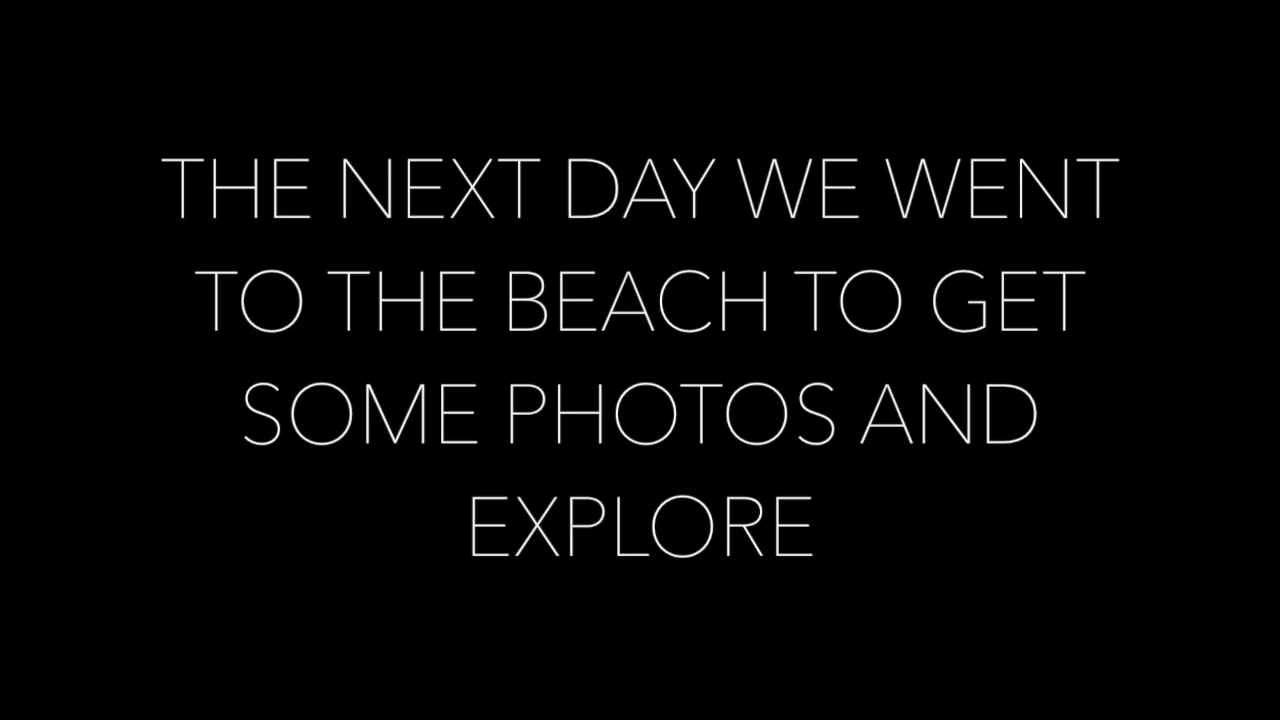 THE NEXT DAY WE WENT
TO THE BEACH TO GET
SOME PHOTOS AND
EXPLORE